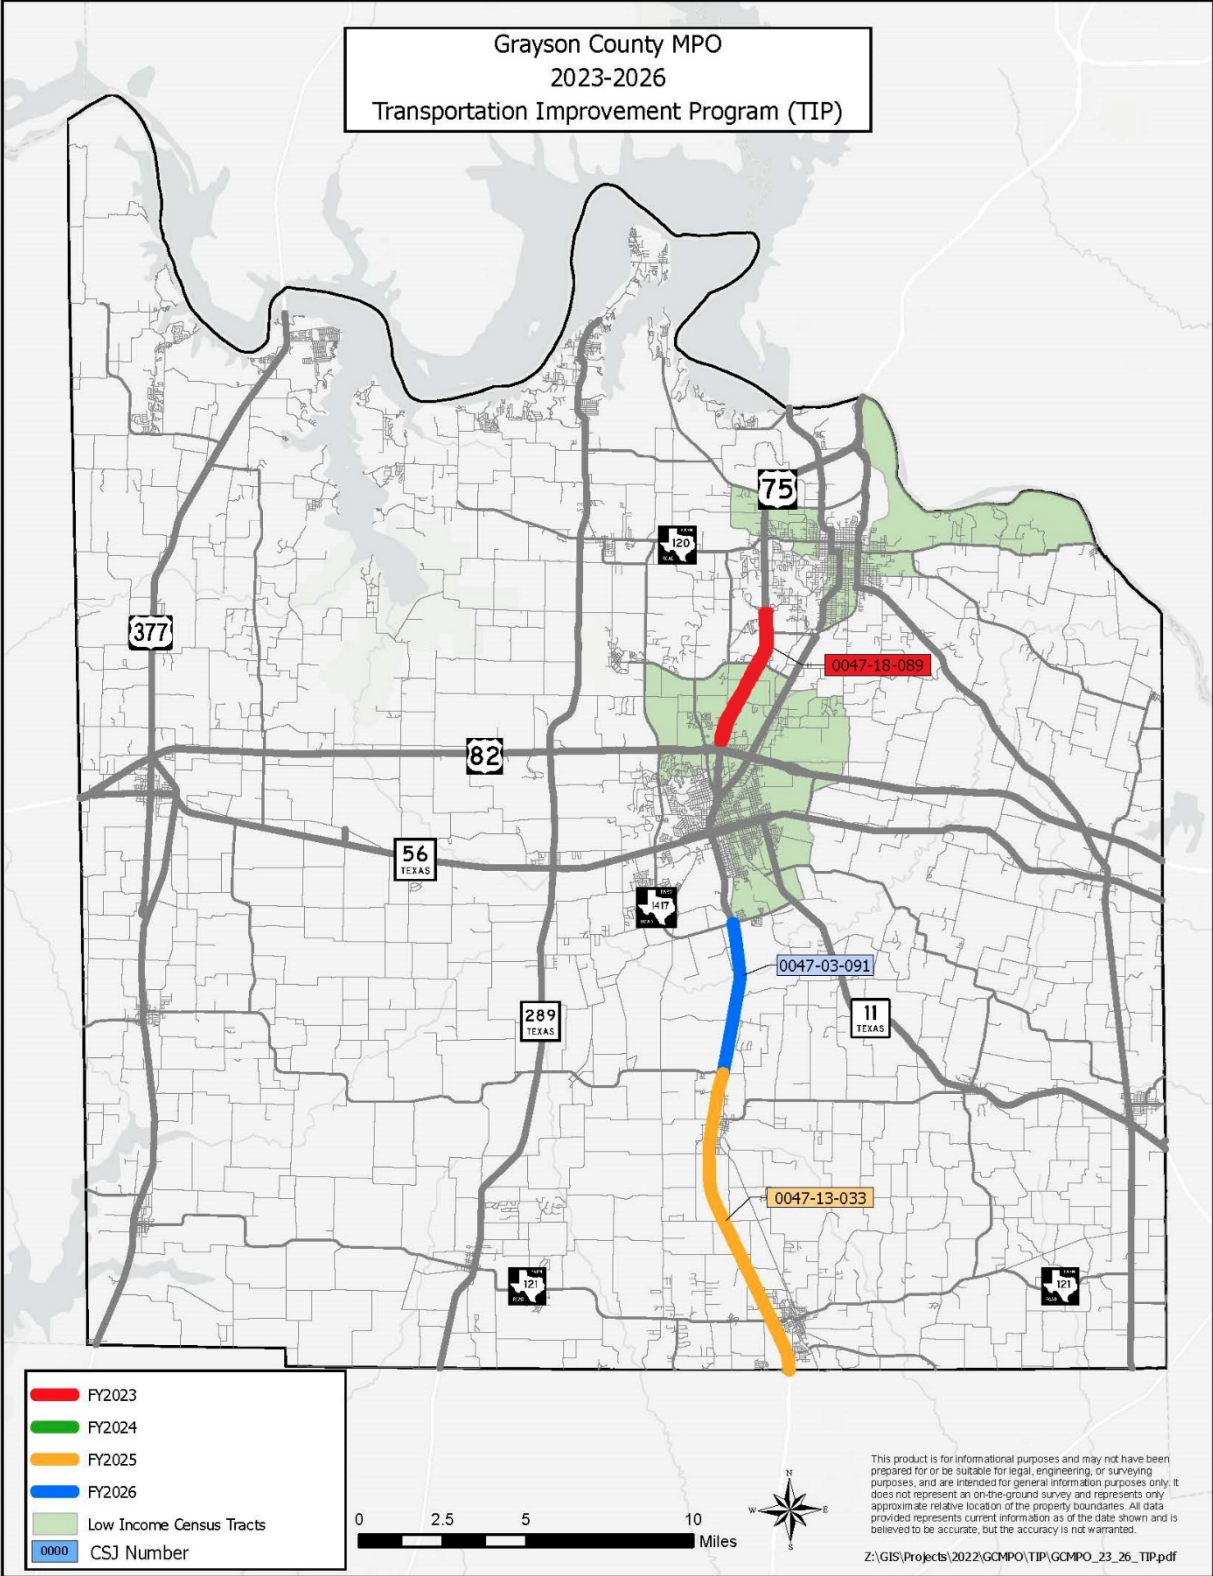 Grayson County MPO
2023-2026
Transportation Improvement Program (TIP)
75
120
377
0047-18-089
82
56
TEXAS
1417
0047-03-091
289
TEXAS
11
TEXAS
0047-13-033
121
121
FY2023
FY2024
FY2025
FY2026
Low Income Census Tracts
0000 CSJ Number
0 2.5 5 10
Miles
N
W E
S
This product is for informational purposes and may not have been
prepared for or be suitable for legal, engineering, or surveying
purposes, and are intended for general information purposes only. It
does not represent an on-the-ground survey and represents only
approximate relative location of the property boundaries. All data
provided represents current information as of the date shown and is
believed to be accurate, but the accuracy is not warranted.
Z:\GIS\Projects\2022\GCMPO\TIP\GCMPO_23_26_TIP.pdf